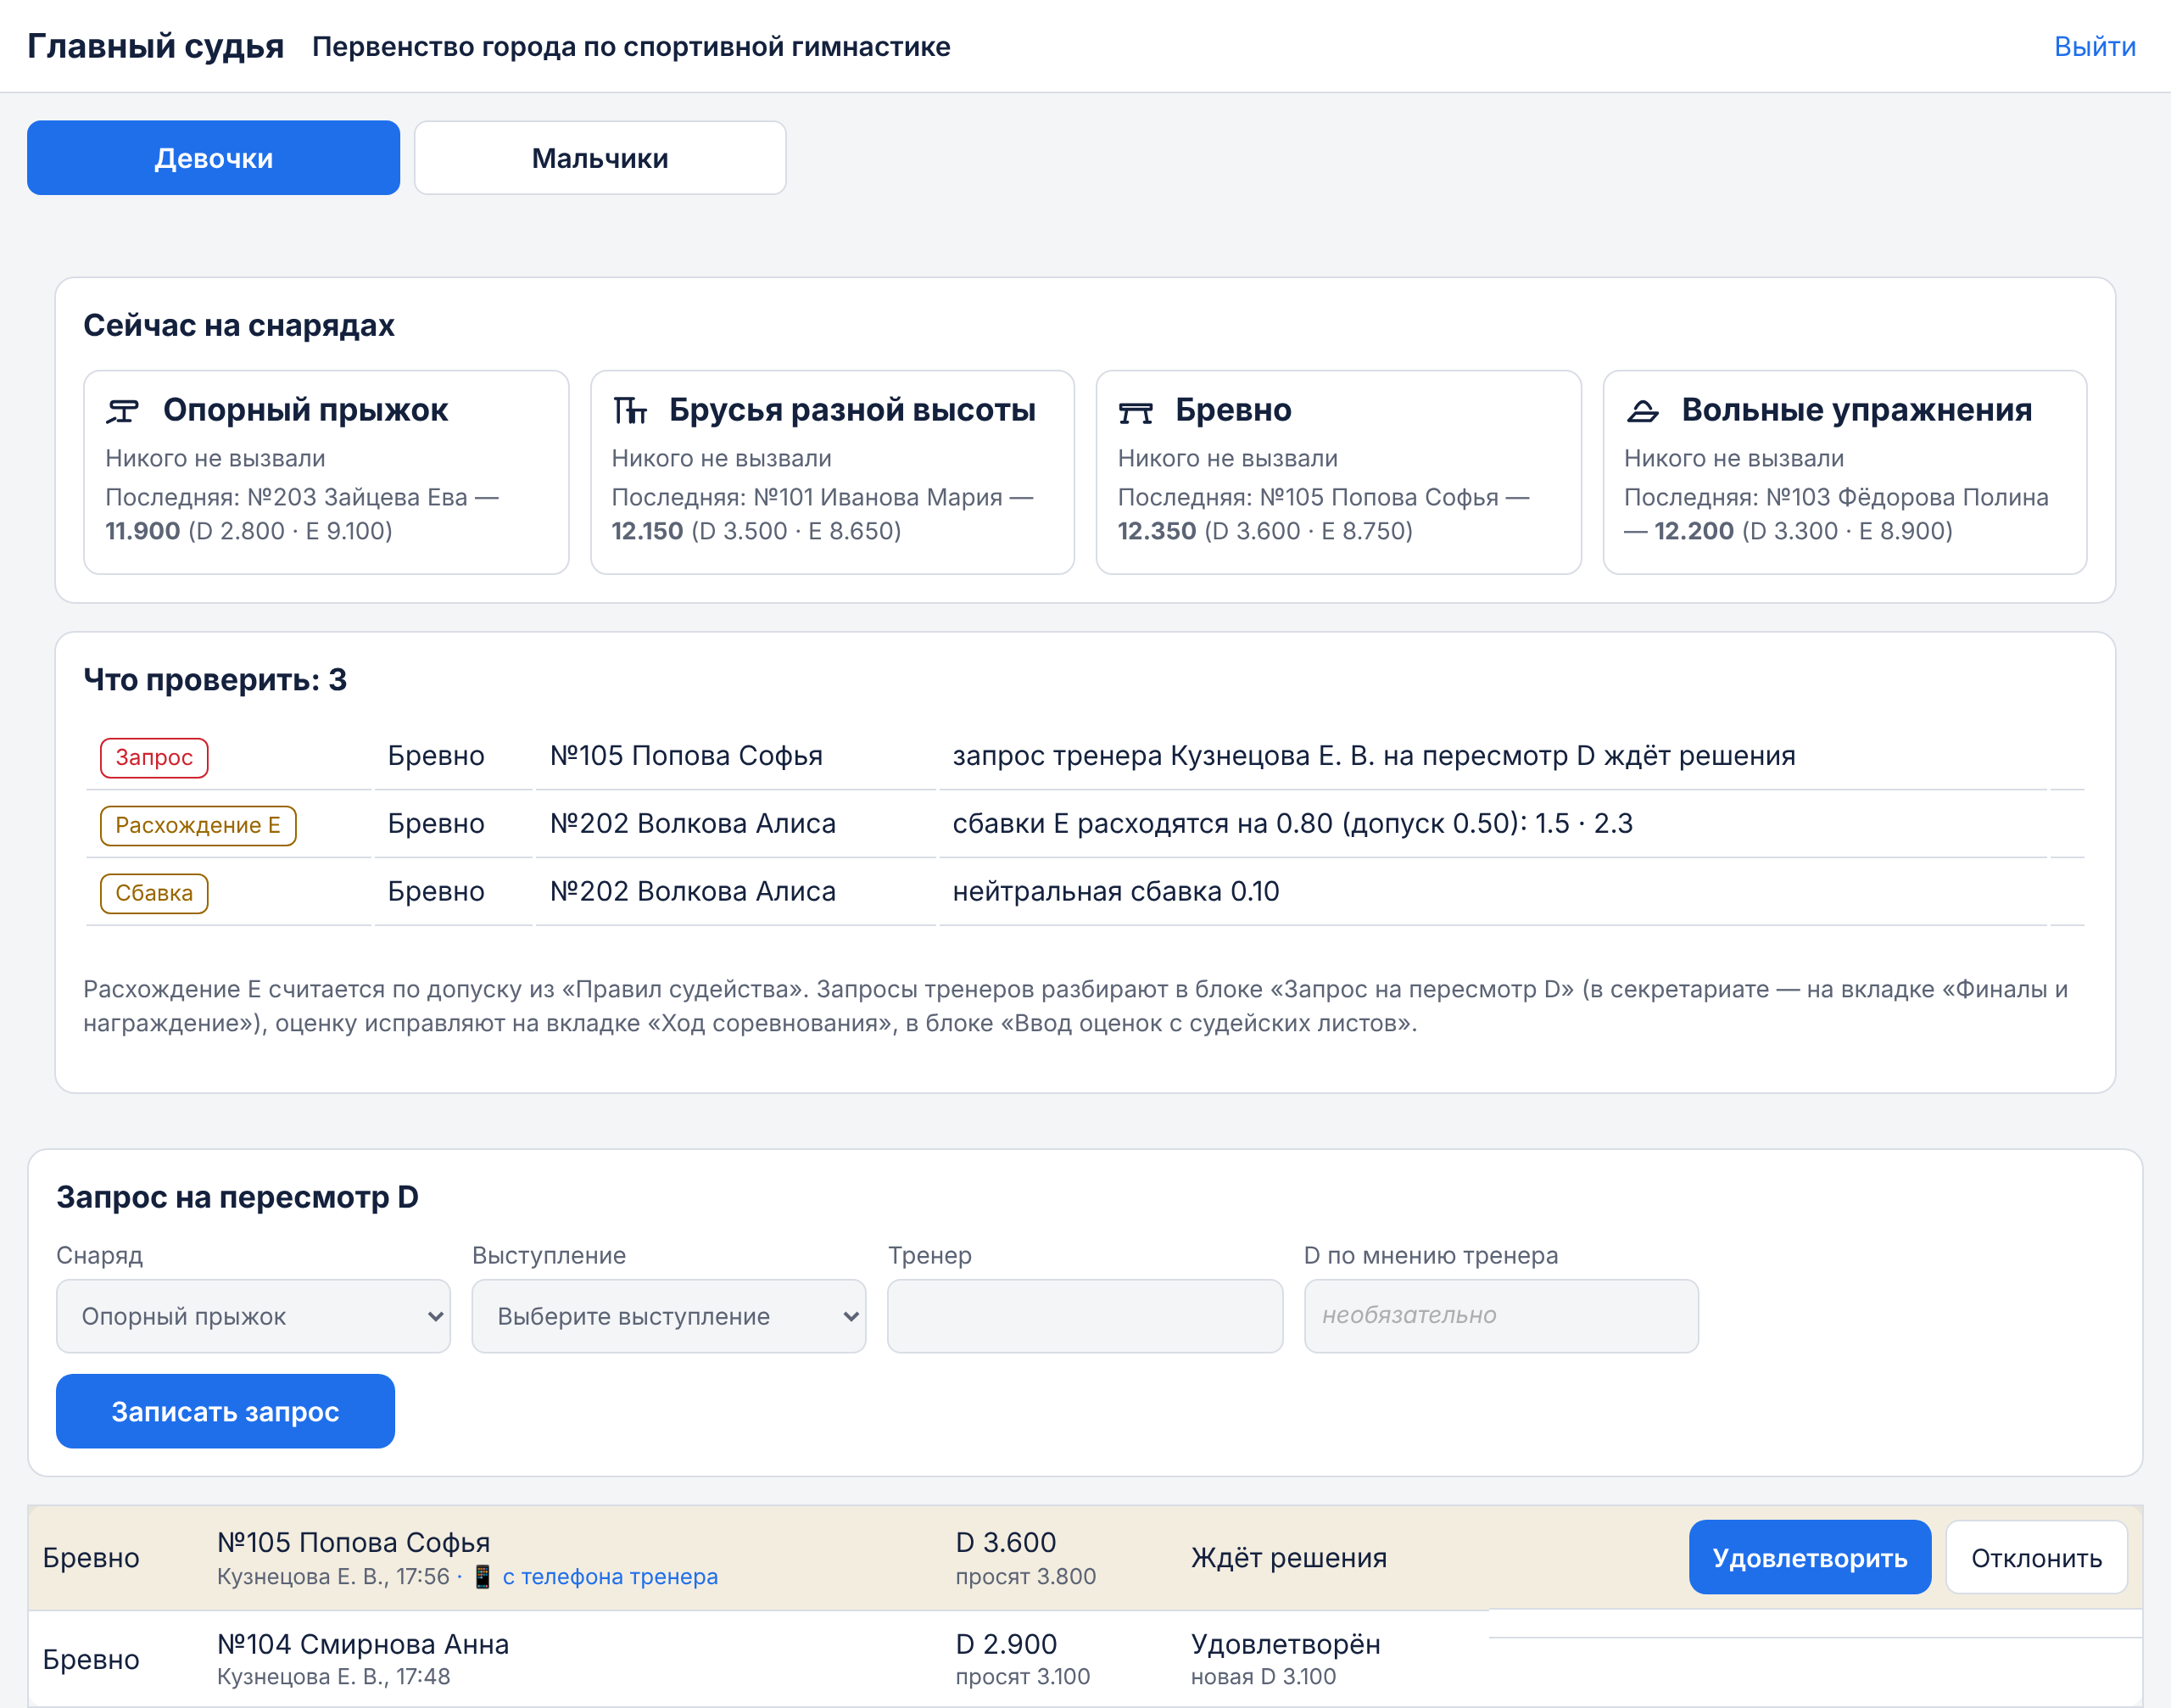 Главный судья Первенство города по спортивной гимнастике Выйти
Девочки Мальчики
Сейчас на снарядах
Опорный прыжок
Никого не вызвали
Последняя: №203 Зайцева Ева —
11.900 (D 2.800 · E 9.100)
Брусья разной высоты
Никого не вызвали
Последняя: №101 Иванова Мария —
12.150 (D 3.500 · E 8.650)
Бревно
Никого не вызвали
Последняя: №105 Попова Софья —
12.350 (D 3.600 · E 8.750)
Вольные упражнения
Никого не вызвали
Последняя: №103 Фёдорова Полина
— 12.200 (D 3.300 · E 8.900)
Что проверить: 3
Запрос Бревно №105 Попова Софья запрос тренера Кузнецова Е. В. на пересмотр D ждёт решения
Расхождение E Бревно №202 Волкова Алиса сбавки E расходятся на 0.80 (допуск 0.50): 1.5 · 2.3
Сбавка Бревно №202 Волкова Алиса нейтральная сбавка 0.10
Расхождение E считается по допуску из «Правил судейства». Запросы тренеров разбирают в блоке «Запрос на пересмотр D» (в секретариате — на вкладке «Финалы и
награждение»), оценку исправляют на вкладке «Ход соревнования», в блоке «Ввод оценок с судейских листов».
Запрос на пересмотр D
Снаряд Выступление Тренер D по мнению тренера
Опорный прыжок Выберите выступление необязательно
Записать запрос
Бревно №105 Попова Софья D 3.600 Ждёт решения Удовлетворить Отклонить
Кузнецова Е. В., 17:56 · 📱 с телефона тренера просят 3.800
Бревно №104 Смирнова Анна D 2.900 Удовлетворён
Кузнецова Е. В., 17:48 просят 3.100 новая D 3.100